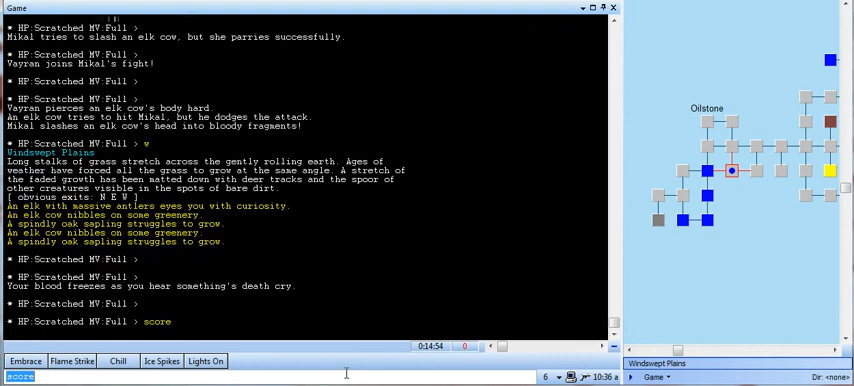 Game
* HP:Scratched MV:Full >
Mikal tries to slash an elk cow, but she parries successfully.
* HP:Scratched MV:Full >
Vayran joins Mikal's fight!
* HP:Scratched MV:Full >
* HP:Scratched MV:Full >
Vayran pierces an elk cow's body hard.
An elk cow tries to hit Mikal, but he dodges the attack.
Mikal slashes an elk cow's head into bloody fragments!
* HP:Scratched MV:Full > w
Windswept Plains
Long stalks of grass stretch across the gently rolling earth. Ages of
weather have forced all the grass to grow at the same angle. A stretch of
the faded growth has been matted down with deer tracks and the spoor of
other creatures visible in the spots of bare dirt.
[ obvious exits: N E W ]
An elk with massive antlers eyes you with curiosity.
An elk cow nibbles on some greenery.
A spindly oak sapling struggles to grow.
An elk cow nibbles on some greenery.
A spindly oak sapling struggles to grow.
* HP:Scratched MV:Full >
* HP:Scratched MV:Full >
Your blood freezes as you hear something's death cry.
* HP:Scratched MV:Full >
* HP:Scratched MV:Full > score
0:14:54 0
Embrace Flame Strike Chill Ice Spikes Lights On
score
6 10:36 a
Oilstone
Windswept Plains
Game Dir: <none>